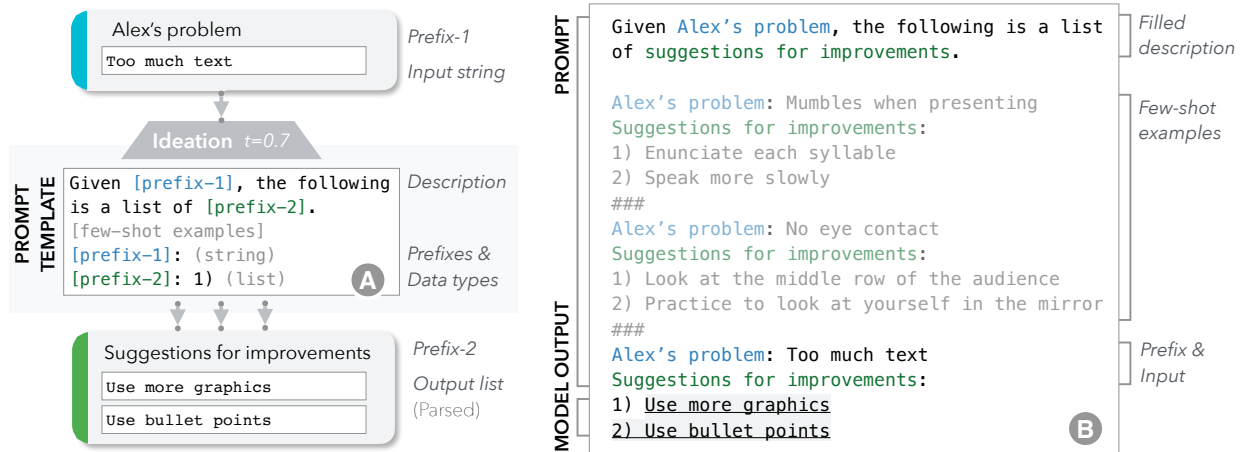 Alex's problem
Too much text
Prefix-1
Input string
Ideation t=0.7
PROMPT
TEMPLATE
Given [prefix-1], the following
is a list of [prefix-2].
[few-shot examples]
[prefix-1]: (string)
[prefix-2]: 1) (list)
A
Description
Prefixes &
Data types
Suggestions for improvements
Use more graphics
Use bullet points
Prefix-2
Output list
(Parsed)
PROMPT
Given Alex's problem, the following is a list
of suggestions for improvements.
Alex's problem: Mumbles when presenting
Suggestions for improvements:
1) Enunciate each syllable
2) Speak more slowly
###
Alex's problem: No eye contact
Suggestions for improvements:
1) Look at the middle row of the audience
2) Practice to look at yourself in the mirror
###
Alex's problem: Too much text
Suggestions for improvements:
MODEL OUTPUT
1) Use more graphics
2) Use bullet points
B
Filled
description
Few-shot
examples
Prefix &
Input